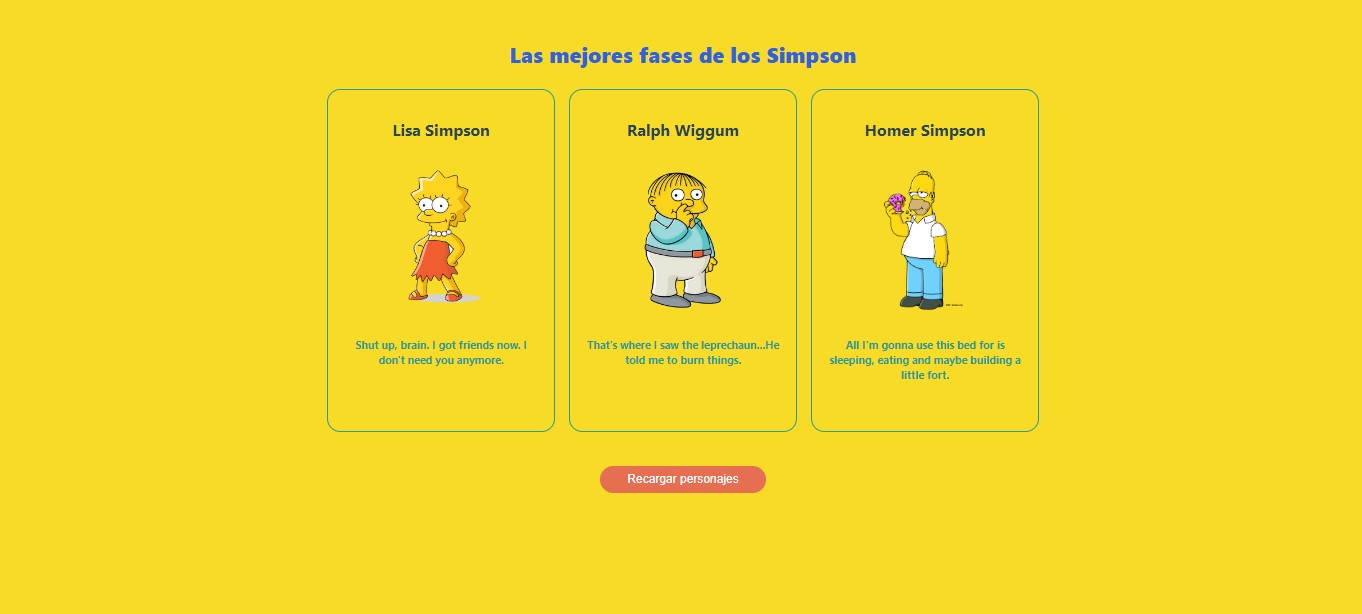 Las mejores fases de los Simpson
Lisa Simpson
Shut up, brain. I got friends now. I
don't need you anymore.
Ralph Wiggum
That's where I saw the leprechaun...He
told me to burn things.
Homer Simpson
All I'm gonna use this bed for is
sleeping, eating and maybe building a
little fort.
Recargar personajes